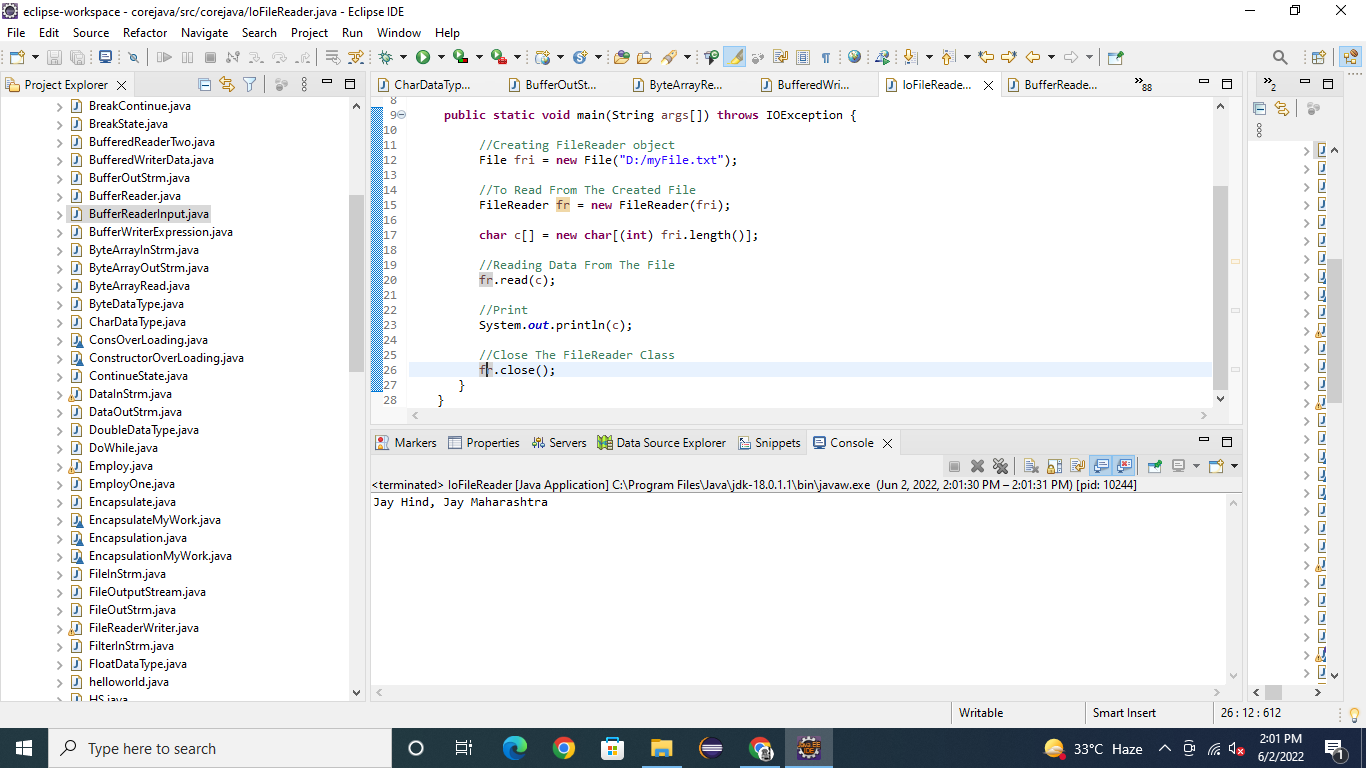 eclipse-workspace - corejava/src/corejava/IoFileReader.java - Eclipse IDE
File Edit Source Refactor Navigate Search Project Run Window Help
Project Explorer
BreakContinue.java
BreakState.java
BufferedReaderTwo.java
BufferedWriterData.java
BufferOutStrm.java
BufferReader.java
BufferReaderInput.java
BufferWriterExpression.java
ByteArrayInStrm.java
ByteArrayOutStrm.java
ByteArrayRead.java
ByteDataType.java
CharDataType.java
ConsOverLoading.java
ConstructorOverLoading.java
ContinueState.java
DataInStrm.java
DataOutStrm.java
DoubleDataType.java
DoWhile.java
Employ.java
EmployOne.java
Encapsulate.java
EncapsulateMyWork.java
Encapsulation.java
EncapsulationMyWork.java
FileInStrm.java
FileOutputStream.java
FileOutStrm.java
FileReaderWriter.java
FilterInStrm.java
FloatDataType.java
helloworld.java
HS.java
CharDataTyp... BufferOutSt... ByteArrayRe... BufferedWri... IoFileReade... BufferReade... 88
2
8
9 public static void main(String args[]) throws IOException {
10
11 //Creating FileReader object
12 File fri = new File("D:/myFile.txt");
13
14 //To Read From The Created File
15 FileReader fr = new FileReader(fri);
16
17 char c[] = new char[(int) fri.length()];
18
19 //Reading Data From The File
20 fr.read(c);
21
22 //Print
23 System.out.println(c);
24
25 //Close The FileReader Class
26 fr.close();
27 }
28 }
Markers Properties Servers Data Source Explorer Snippets Console
<terminated> IoFileReader [Java Application] C:\Program Files\Java\jdk-18.0.1.1\bin\javaw.exe (Jun 2, 2022, 2:01:30 PM – 2:01:31 PM) [pid: 10244]
Jay Hind, Jay Maharashtra
Writable Smart Insert 26 : 12 : 612
Type here to search
33°C Haze
2:01 PM
6/2/2022
1